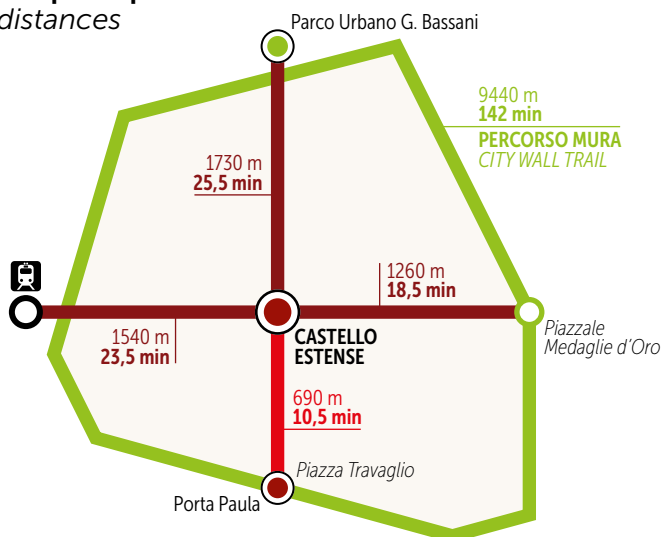 distances
Parco Urbano G. Bassani
9440 m
142 min
PERCORSO MURA
CITY WALL TRAIL
1730 m
25,5 min
1260 m
18,5 min
1540 m
23,5 min
CASTELLO
ESTENSE
Piazzale
Medaglie d'Oro
690 m
10,5 min
Piazza Travaglio
Porta Paula